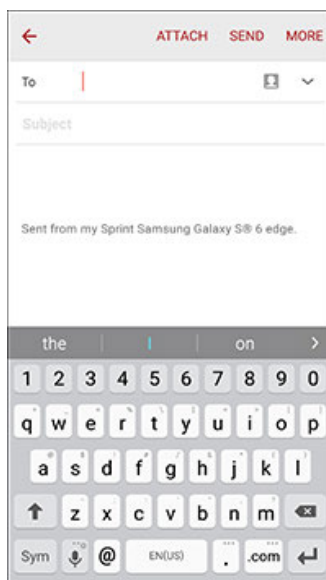 ATTACH SEND MORE
To
Subject
Sent from my Sprint Samsung Galaxy S® 6 edge.
the I on
1 2 3 4 5 6 7 8 9 0
q w e r t y u i o p
a s d f g h j k l
z x c v b n m
Sym @ EN(US) . .com